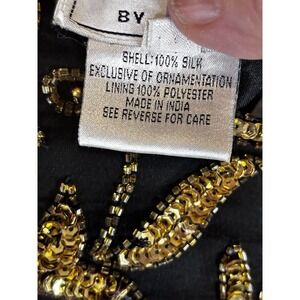 BY
SHELL:100% SILK
EXCLUSIVE OF ORNAMENTATION
LINING 100% POLYESTER
MADE IN INDIA
SEE REVERSE FOR CARE